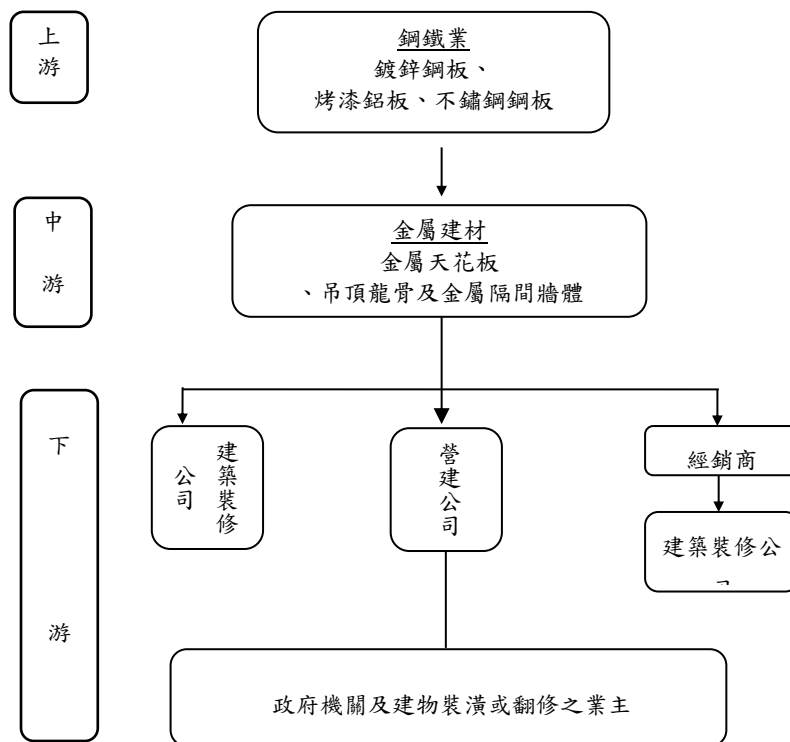 上
游
鋼鐵業
鍍鋅鋼板、
烤漆鋁板、不鏽鋼鋼板
中
游
金屬建材
金屬天花板
、吊頂龍骨及金屬隔間牆體
下
游
建築裝修
公司
營建公司
經銷商
建築裝修公
政府機關及建物裝潢或翻修之業主